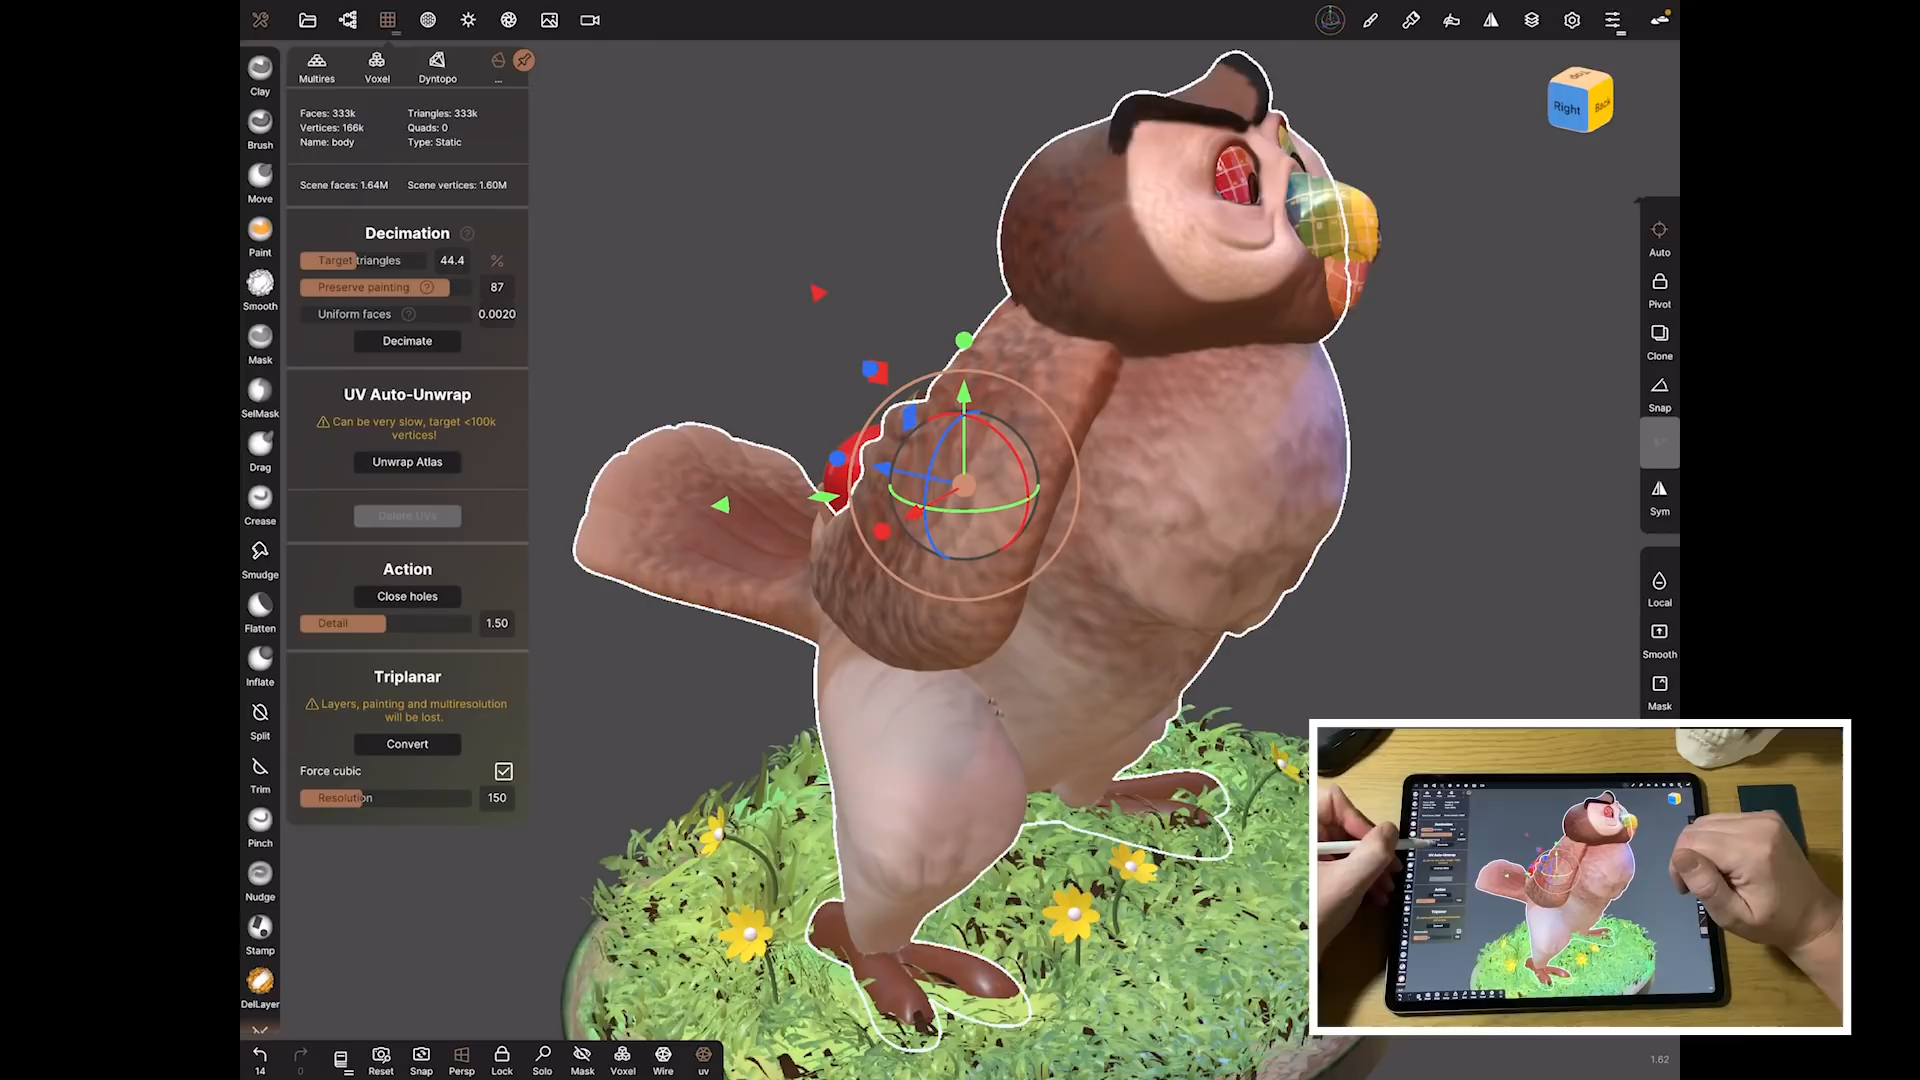 Clay
Brush
Move
Paint
Smooth
Mask
SelMask
Drag
Crease
Smudge
Flatten
Inflate
Split
Trim
Pinch
Nudge
Stamp
DelLayer
Multires
Voxel
Dyntopo
...
Faces: 333k
Triangles: 333k
Vertices: 166k
Quads: 0
Name: body
Type: Static
Scene faces: 1.64M
Scene vertices: 1.60M
Decimation ?
Target triangles 44.4 %
Preserve painting ? 87
Uniform faces ? 0.0020
Decimate
UV Auto-Unwrap
Can be very slow, target <100k
vertices!
Unwrap Atlas
Delete UVs
Action
Close holes
Detail 1.50
Triplanar
Layers, painting and multiresolution
will be lost.
Convert
Force cubic
Resolution 150
Top
Right
Back
Auto
Pivot
Clone
Snap
Sym
Local
Smooth
Mask
14
0
Reset
Snap
Persp
Lock
Solo
Mask
Voxel
Wire
uv
1.62